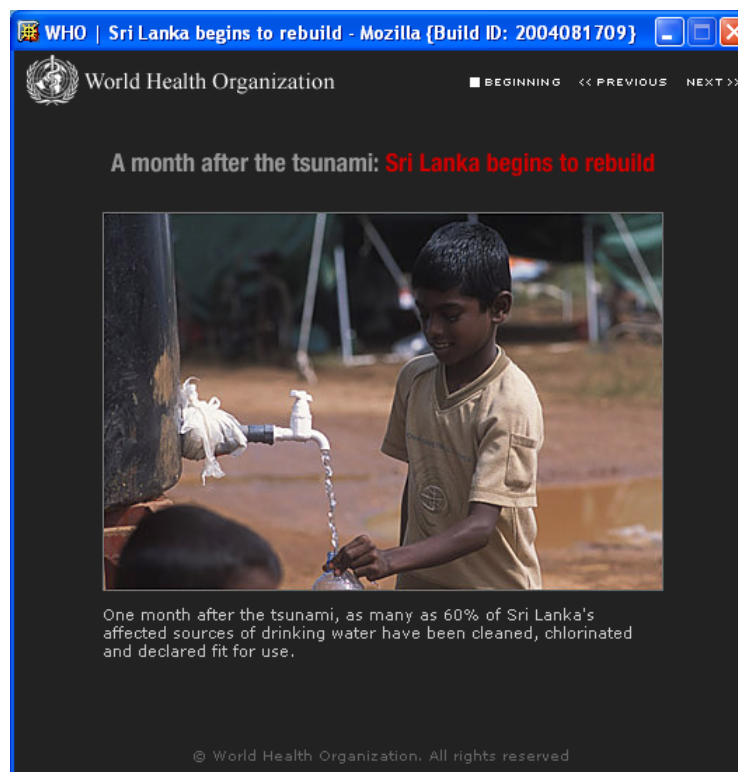 WHO | Sri Lanka begins to rebuild - Mozilla {Build ID: 2004081709}
World Health Organization
BEGINNING << PREVIOUS NEXT >>
A month after the tsunami: Sri Lanka begins to rebuild
One month after the tsunami, as many as 60% of Sri Lanka's
affected sources of drinking water have been cleaned, chlorinated
and declared fit for use.
© World Health Organization. All rights reserved